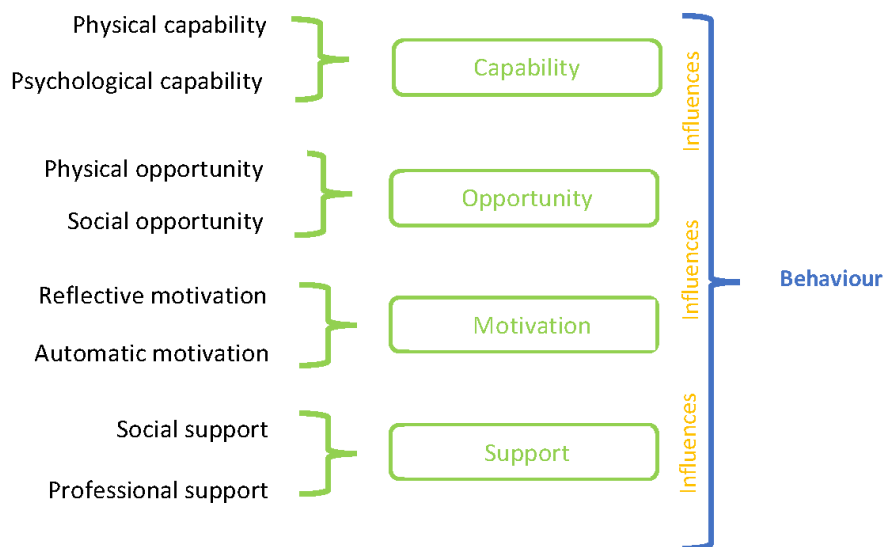 Physical capability
Psychological capability
Capability
Influences
Physical opportunity
Social opportunity
Opportunity
Influences
Reflective motivation
Automatic motivation
Motivation
Behaviour
Social support
Professional support
Support
Influences